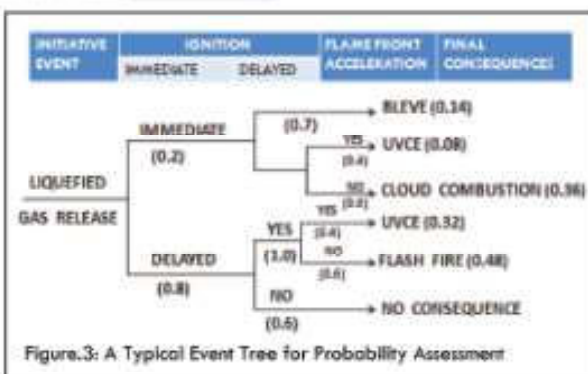 INITIATIVE EVENT
IGNITION
IMMEDIATE DELAYED
FLAME FRONT ACCELERATION
FINAL CONSEQUENCES
BLEVE (0.14)
IMMEDIATE
(0.7)
(0.2)
YES
UVCE (0.08)
(0.4)
LIQUEFIED
NO
CLOUD COMBUSTION (0.36)
GAS RELEASE
YES
UVCE (0.32)
YES
(0.4)
DELAYED
(1.0)
NO
FLASH FIRE (0.48)
(0.8)
(0.6)
NO
NO CONSEQUENCE
(0.6)
Figure.3: A Typical Event Tree for Probability Assessment